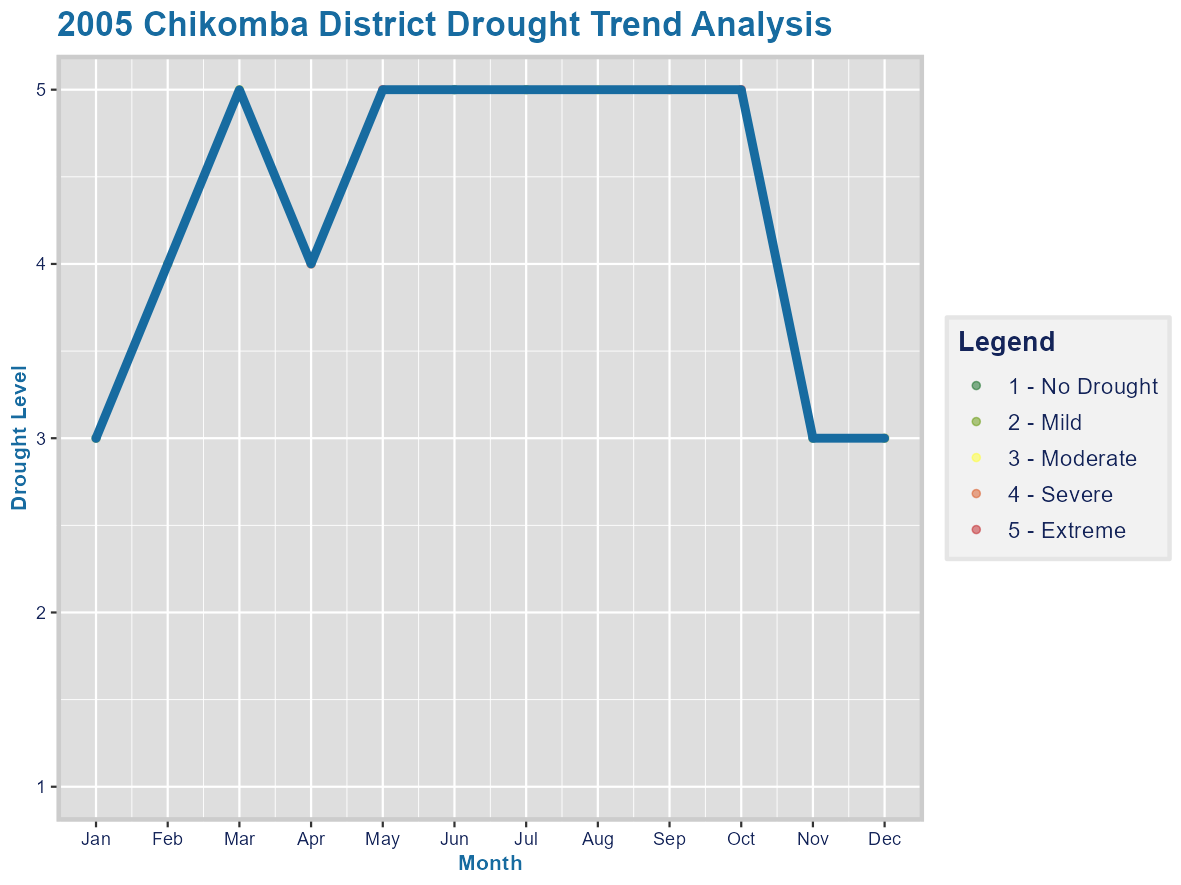 2005 Chikomba District Drought Trend Analysis
Drought Level
5
4
3
2
1
Jan Feb Mar Apr May Jun Jul Aug Sep Oct Nov Dec
Month
Legend
1 - No Drought
2 - Mild
3 - Moderate
4 - Severe
5 - Extreme